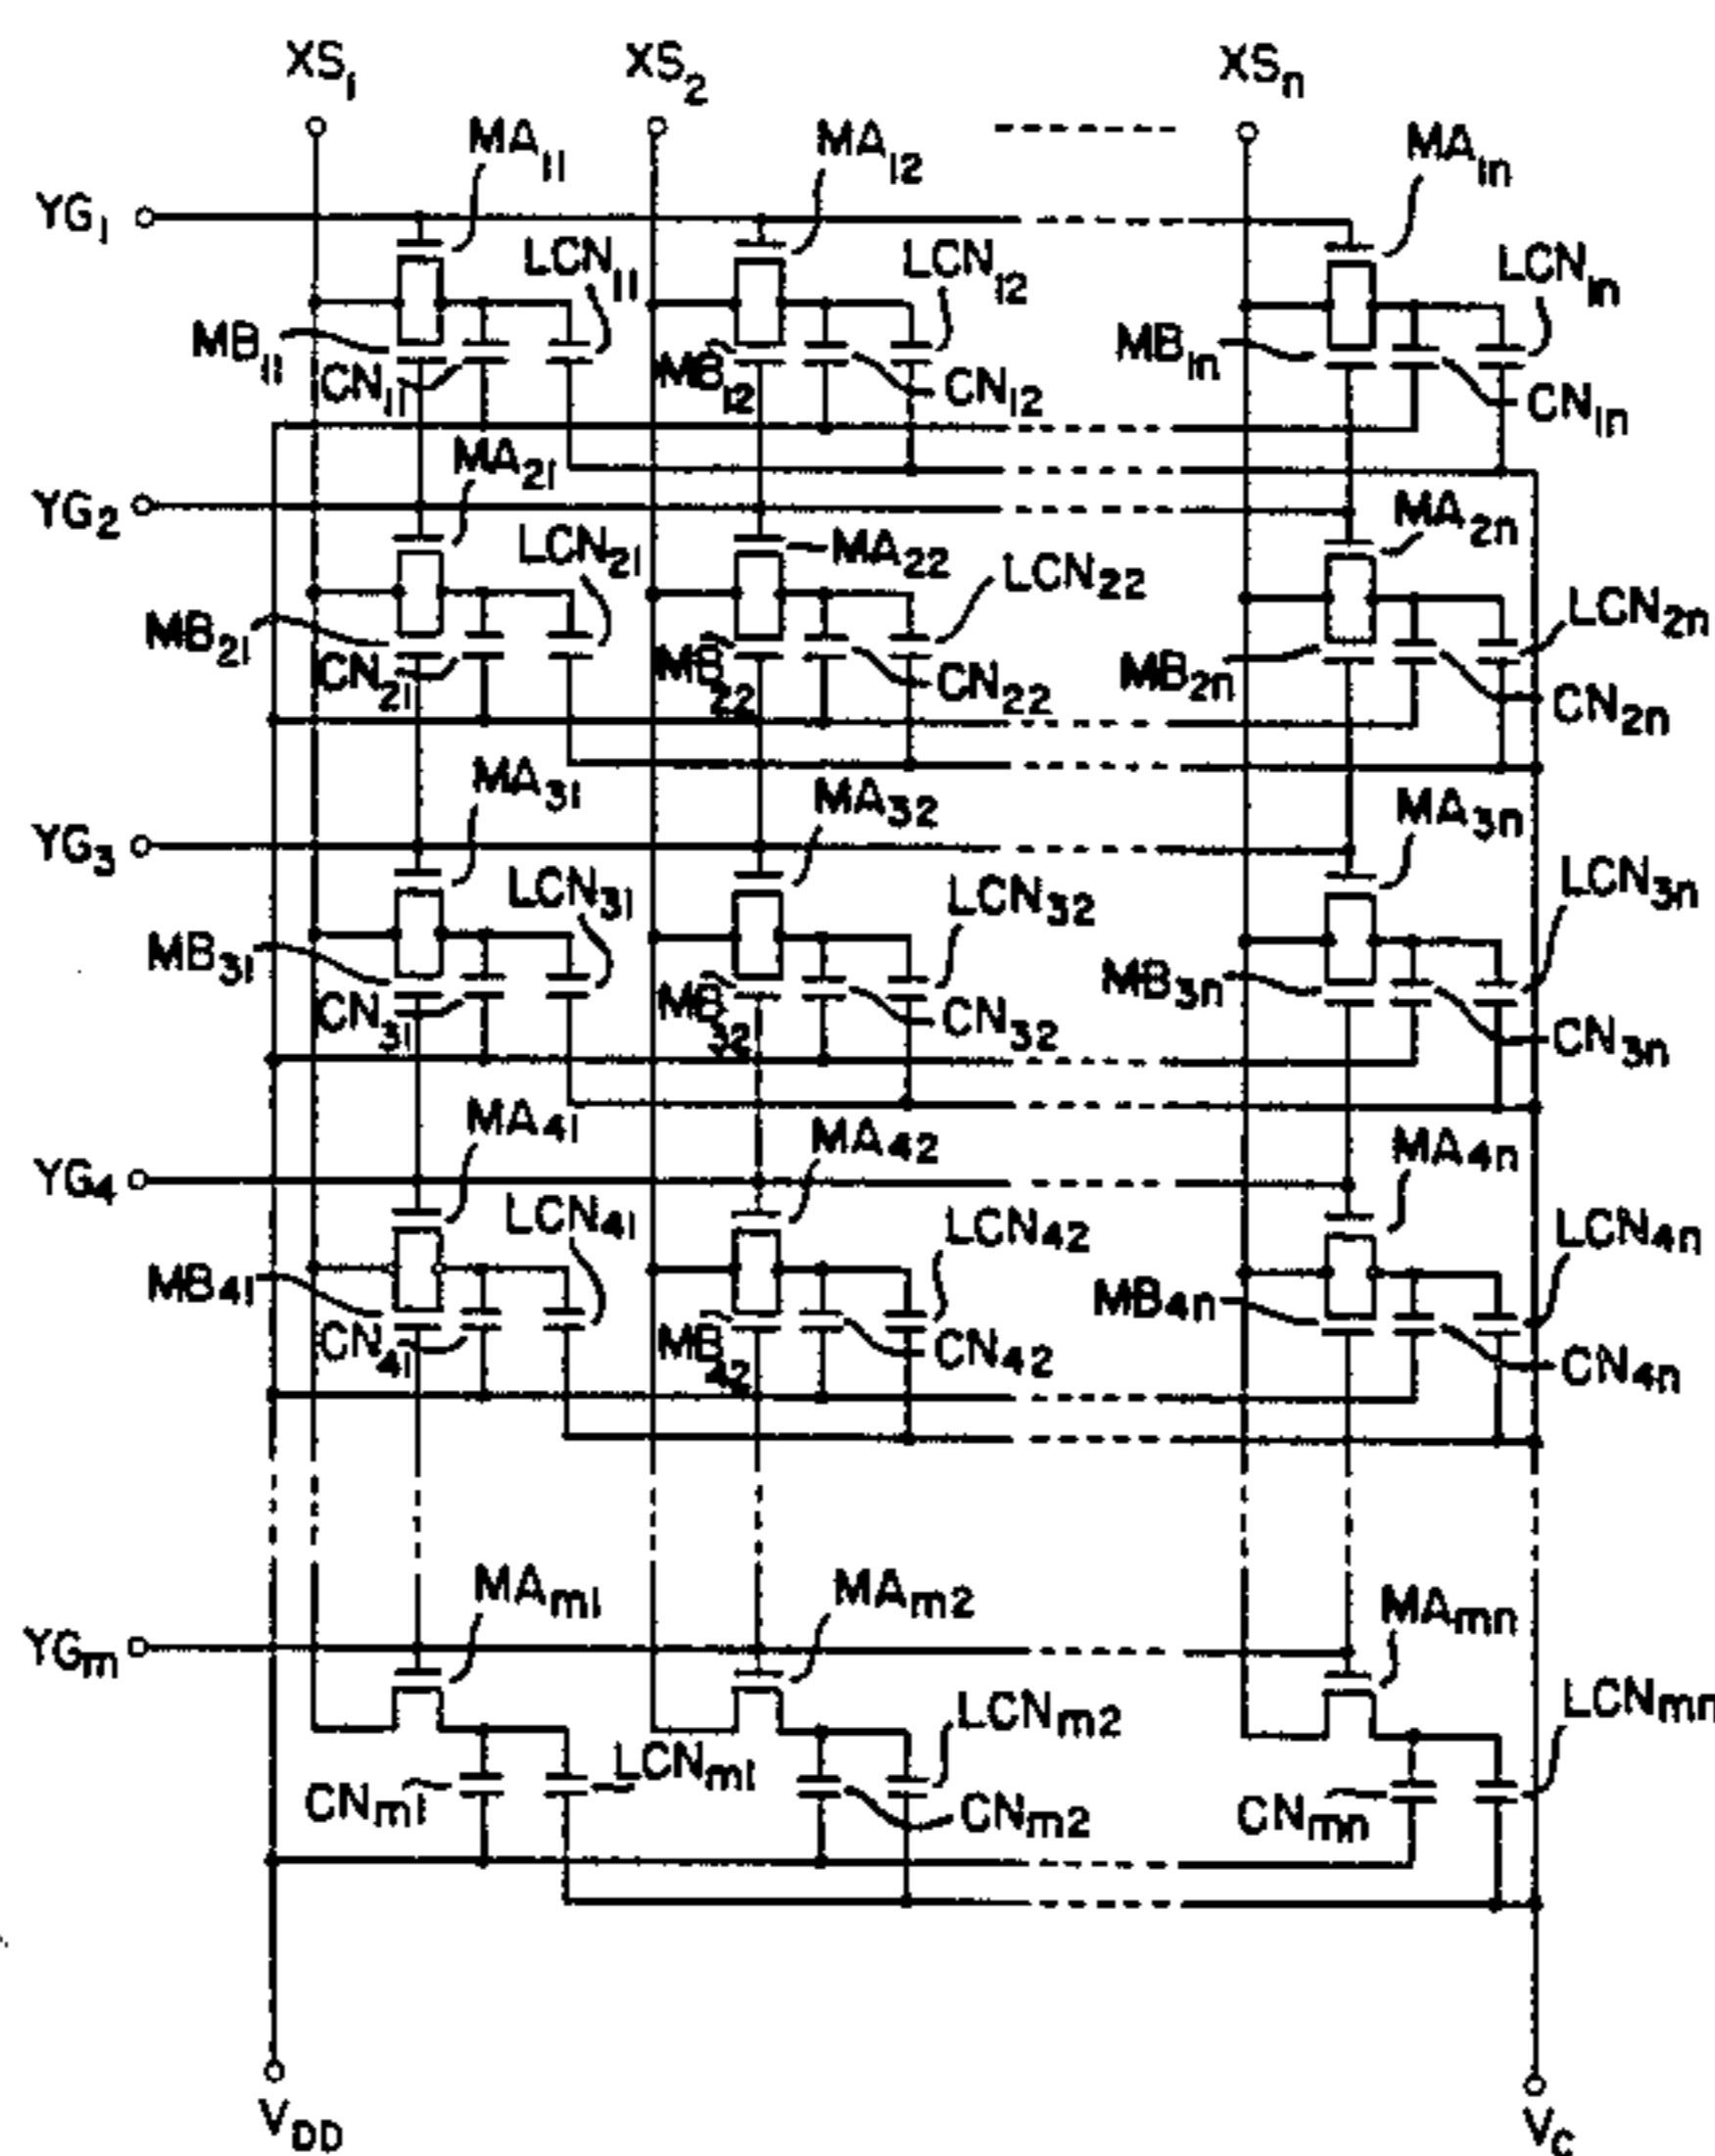 XS₁ XS₂ XSₙ
MA₁₁ MA₁₂ MA₁ₙ
YG₁
LCN₁₁ LCN₁₂ LCN₁ₙ
MB₁₁ MB₁₂ MB₁ₙ
CN₁₁ CN₁₂ CN₁ₙ
MA₂₁ MA₂₂ MA₂ₙ
YG₂
LCN₂₁ LCN₂₂ LCN₂ₙ
MB₂₁ MB₂₂ MB₂ₙ
CN₂₁ CN₂₂ CN₂ₙ
MA₃₁ MA₃₂ MA₃ₙ
YG₃
LCN₃₁ LCN₃₂ LCN₃ₙ
MB₃₁ MB₃₂ MB₃ₙ
CN₃₁ CN₃₂ CN₃ₙ
MA₄₁ MA₄₂ MA₄ₙ
YG₄
LCN₄₁ LCN₄₂ LCN₄ₙ
MB₄₁ MB₄₂ MB₄ₙ
CN₄₁ CN₄₂ CN₄ₙ
MAₘ₁ MAₘ₂ MAₘₙ
YGₘ
LCNₘ₁ LCNₘ₂ LCNₘₙ
CNₘ₁ CNₘ₂ CNₘₙ
V_DD V_C